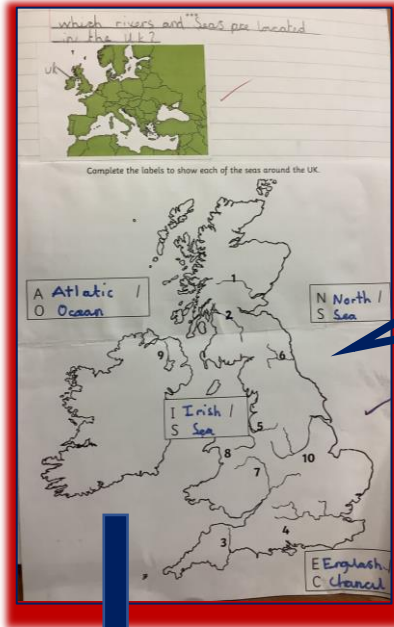 which rivers and seas are located
in the UK?
UK
Complete the labels to show each of the seas around the UK.
1
A Atlatic
O Ocean
N North
S Sea
2
9
6
I Irish
S Sea
5
8
10
7
4
3
E Englash
C Chancel